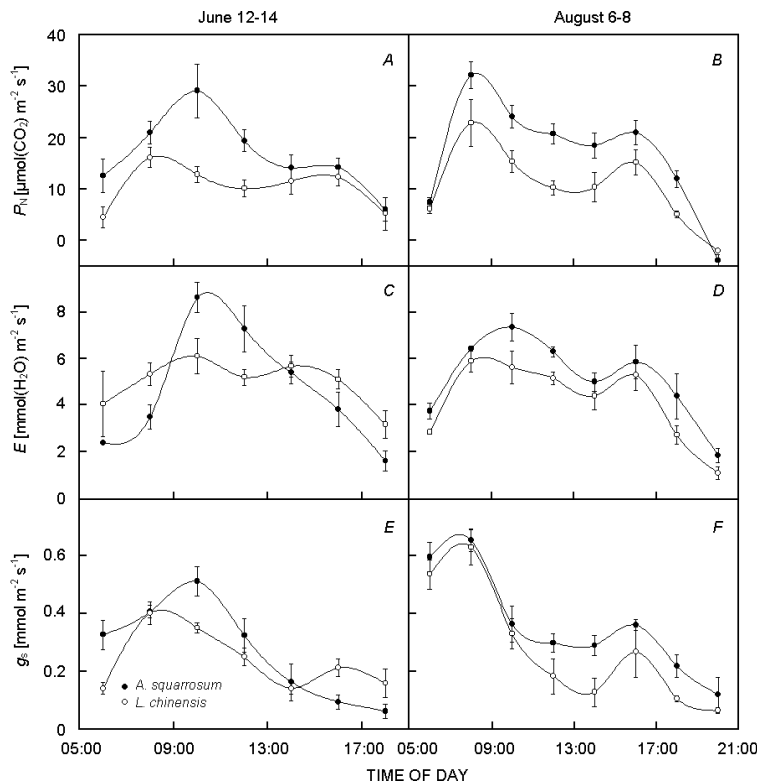 June 12-14
August 6-8
40
30
20
10
0
P_N [µmol(CO₂) m⁻² s⁻¹]
A
B
8
6
4
2
0
E [mmol(H₂O) m⁻² s⁻¹]
C
D
0.6
0.4
0.2
0
g_s [mmol m⁻² s⁻¹]
E
F
A. squarrosum
L. chinensis
05:00 09:00 13:00 05:00 09:00 13:00 17:00 21:00
TIME OF DAY